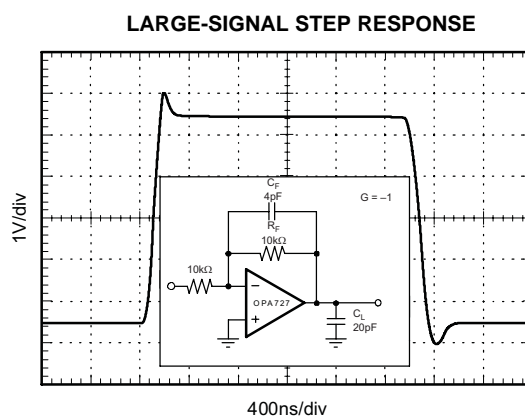 LARGE-SIGNAL STEP RESPONSE
1V/div
C_F
4pF
G = –1
R_F
10kΩ
10kΩ
–
OPA727
+
C_L
20pF
400ns/div